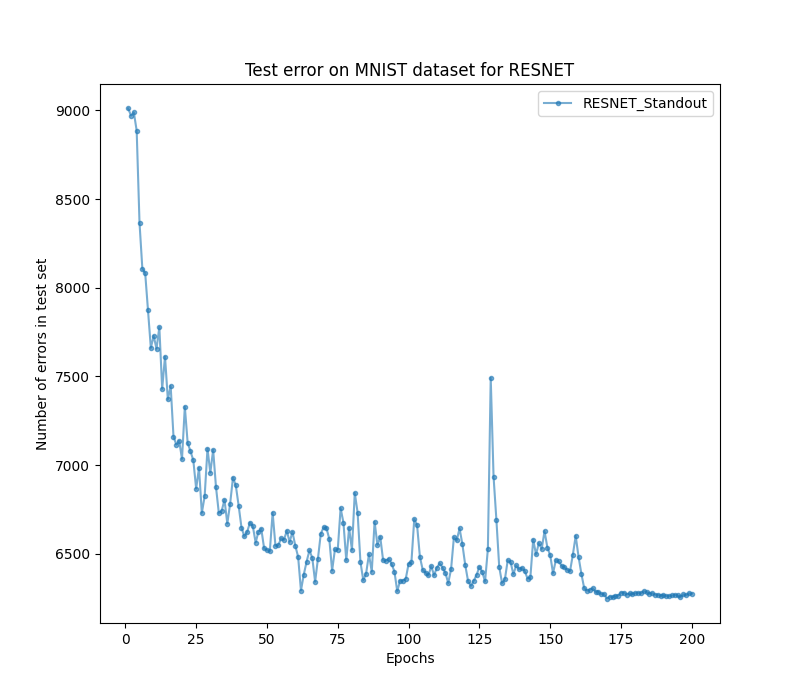 Test error on MNIST dataset for RESNET
RESNET_Standout
9000
8500
8000
7500
7000
6500
Number of errors in test set
0 25 50 75 100 125 150 175 200
Epochs